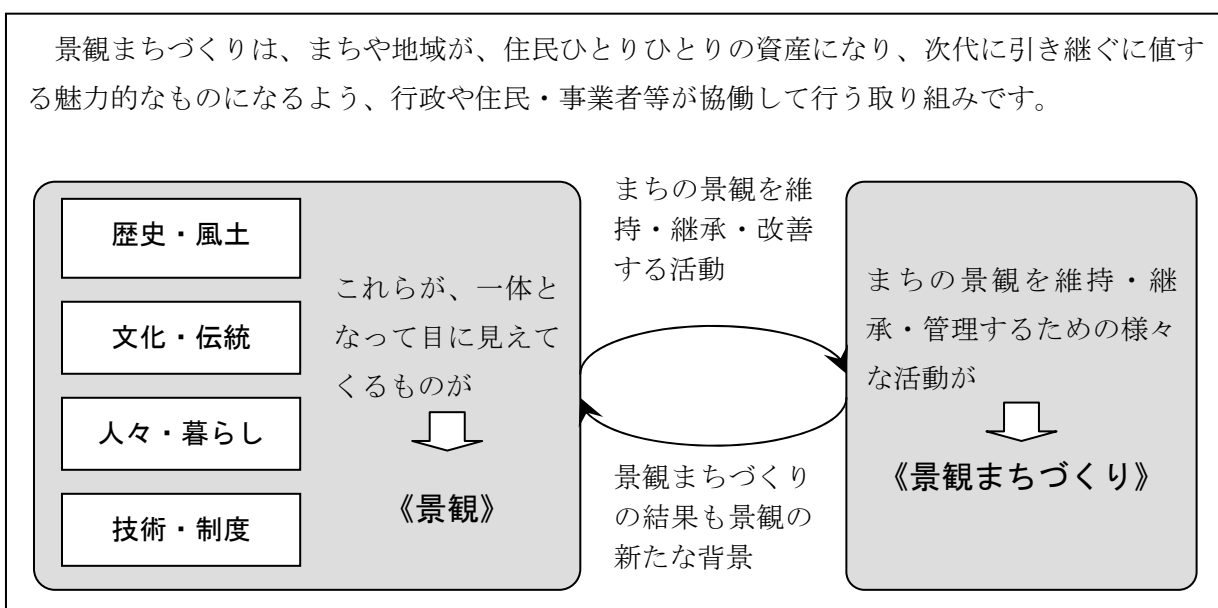 景観まちづくりは、まちや地域が、住民ひとりひとりの資産になり、次代に引き継ぐに値す
る魅力的なものになるよう、行政や住民・事業者等が協働して行う取り組みです。
歴史・風土
文化・伝統
人々・暮らし
技術・制度
これらが、一体と
なって目に見えて
くるものが
《景観》
まちの景観を維
持・継承・改善
する活動
景観まちづくり
の結果も景観の
新たな背景
まちの景観を維持・継
承・管理するための様々
な活動が
《景観まちづくり》